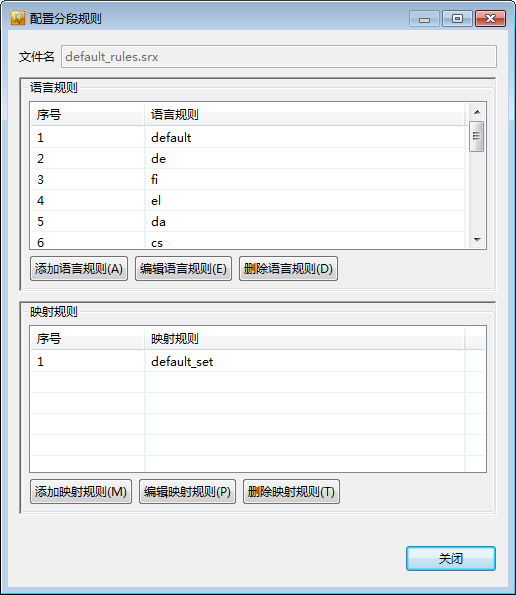 配置分段规则
文件名 default_rules.srx
语言规则
序号 语言规则
1 default
2 de
3 fi
4 el
5 da
6 cs
添加语言规则(A) 编辑语言规则(E) 删除语言规则(D)
映射规则
序号 映射规则
1 default_set
添加映射规则(M) 编辑映射规则(P) 删除映射规则(T)
关闭